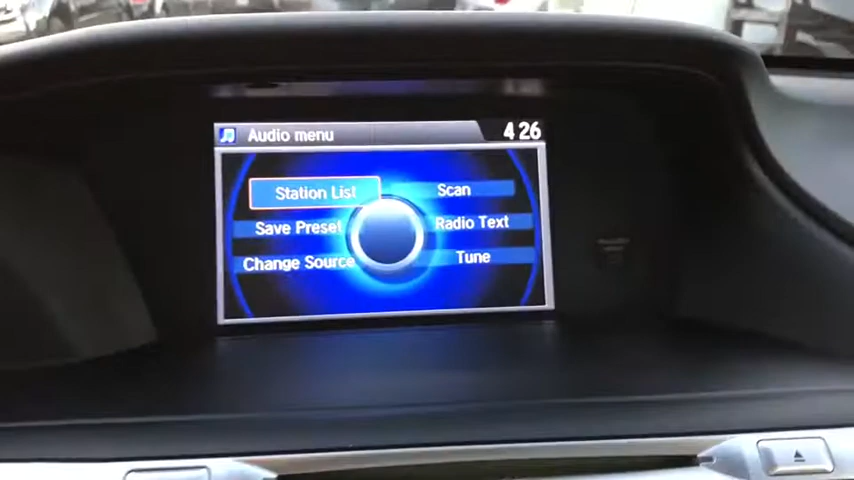 Audio menu
4 26
Station List
Scan
Save Preset
Radio Text
Change Source
Tune